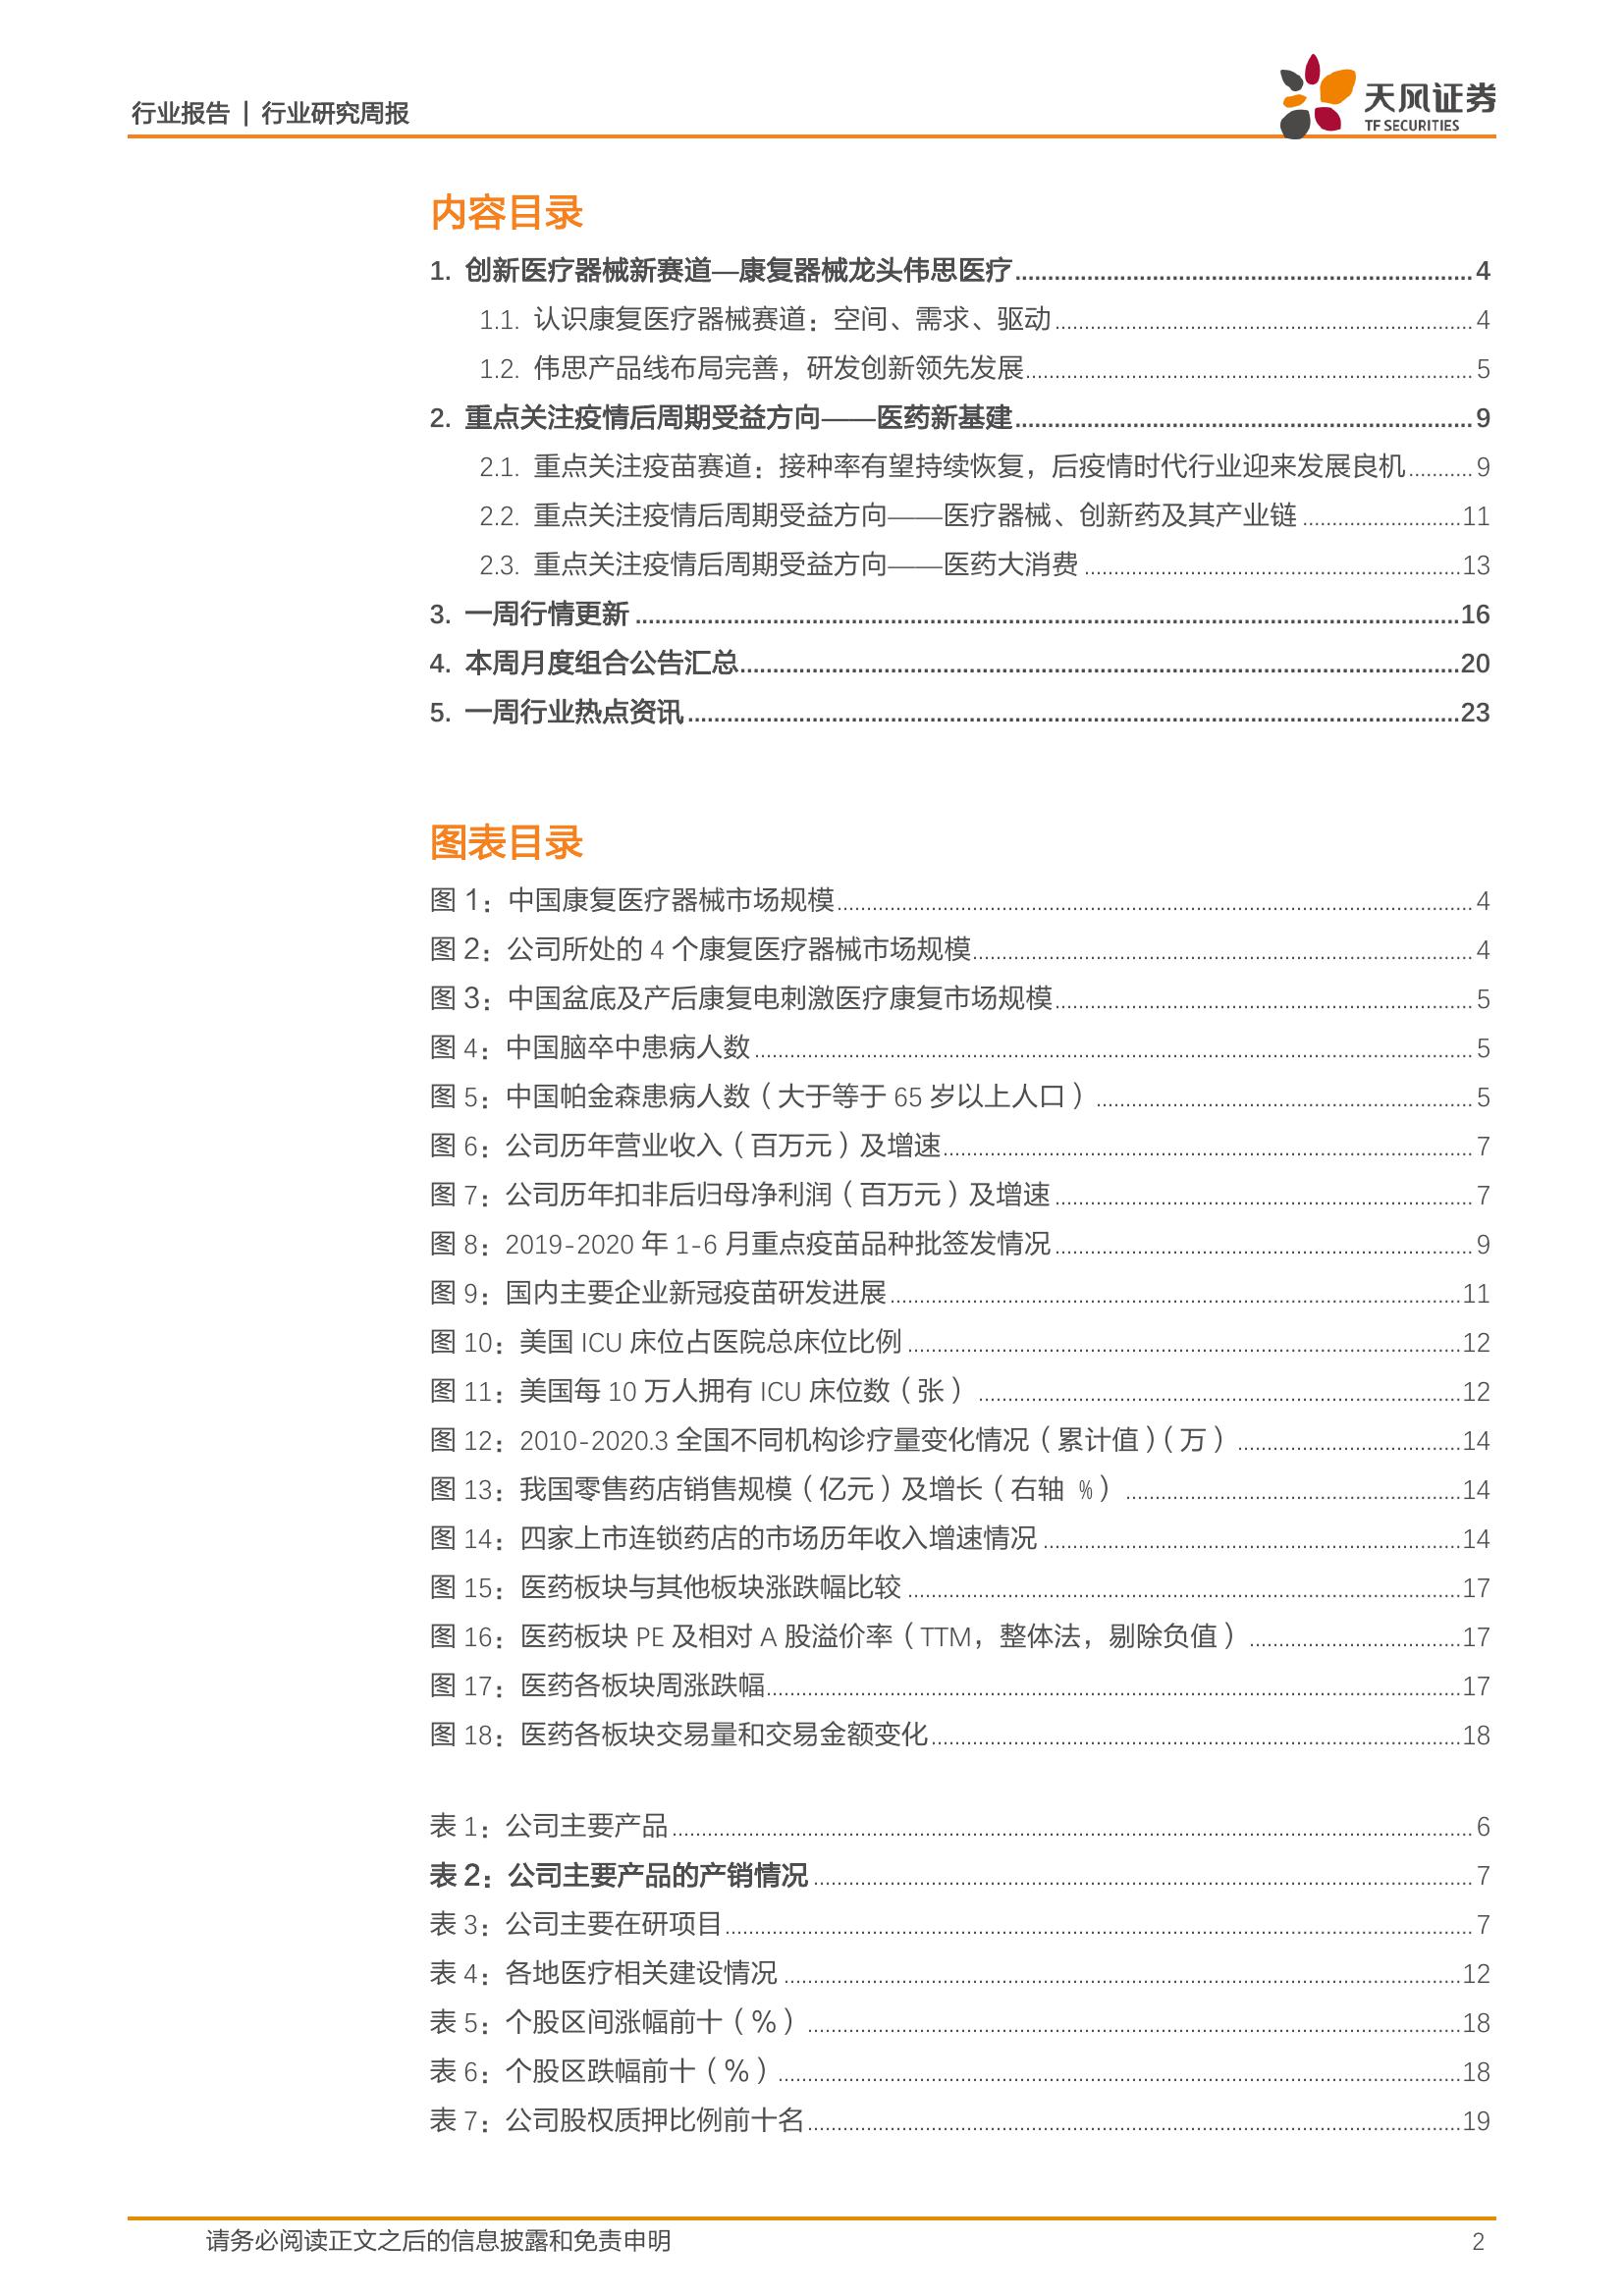 行业报告 | 行业研究周报
天风证券
TF SECURITIES
内容目录
1. 创新医疗器械新赛道—康复器械龙头伟思医疗 4
1.1. 认识康复医疗器械赛道：空间、需求、驱动 4
1.2. 伟思产品线布局完善，研发创新领先发展 5
2. 重点关注疫情后周期受益方向——医药新基建 9
2.1. 重点关注疫苗赛道：接种率有望持续恢复，后疫情时代行业迎来发展良机 9
2.2. 重点关注疫情后周期受益方向——医疗器械、创新药及其产业链 11
2.3. 重点关注疫情后周期受益方向——医药大消费 13
3. 一周行情更新 16
4. 本周月度组合公告汇总 20
5. 一周行业热点资讯 23
图表目录
图 1：中国康复医疗器械市场规模 4
图 2：公司所处的 4 个康复医疗器械市场规模 4
图 3：中国盆底及产后康复电刺激医疗康复市场规模 5
图 4：中国脑卒中患病人数 5
图 5：中国帕金森患病人数（大于等于 65 岁以上人口） 5
图 6：公司历年营业收入（百万元）及增速 7
图 7：公司历年扣非后归母净利润（百万元）及增速 7
图 8：2019-2020 年 1-6 月重点疫苗品种批签发情况 9
图 9：国内主要企业新冠疫苗研发进展 11
图 10：美国 ICU 床位占医院总床位比例 12
图 11：美国每 10 万人拥有 ICU 床位数（张） 12
图 12：2010-2020.3 全国不同机构诊疗量变化情况（累计值）（万） 14
图 13：我国零售药店销售规模（亿元）及增长（右轴 %） 14
图 14：四家上市连锁药店的市场历年收入增速情况 14
图 15：医药板块与其他板块涨跌幅比较 17
图 16：医药板块 PE 及相对 A 股溢价率（TTM，整体法，剔除负值） 17
图 17：医药各板块周涨跌幅 17
图 18：医药各板块交易量和交易金额变化 18
表 1：公司主要产品 6
表 2：公司主要产品的产销情况 7
表 3：公司主要在研项目 7
表 4：各地医疗相关建设情况 12
表 5：个股区间涨幅前十（%） 18
表 6：个股区跌幅前十（%） 18
表 7：公司股权质押比例前十名 19
请务必阅读正文之后的信息披露和免责申明 2